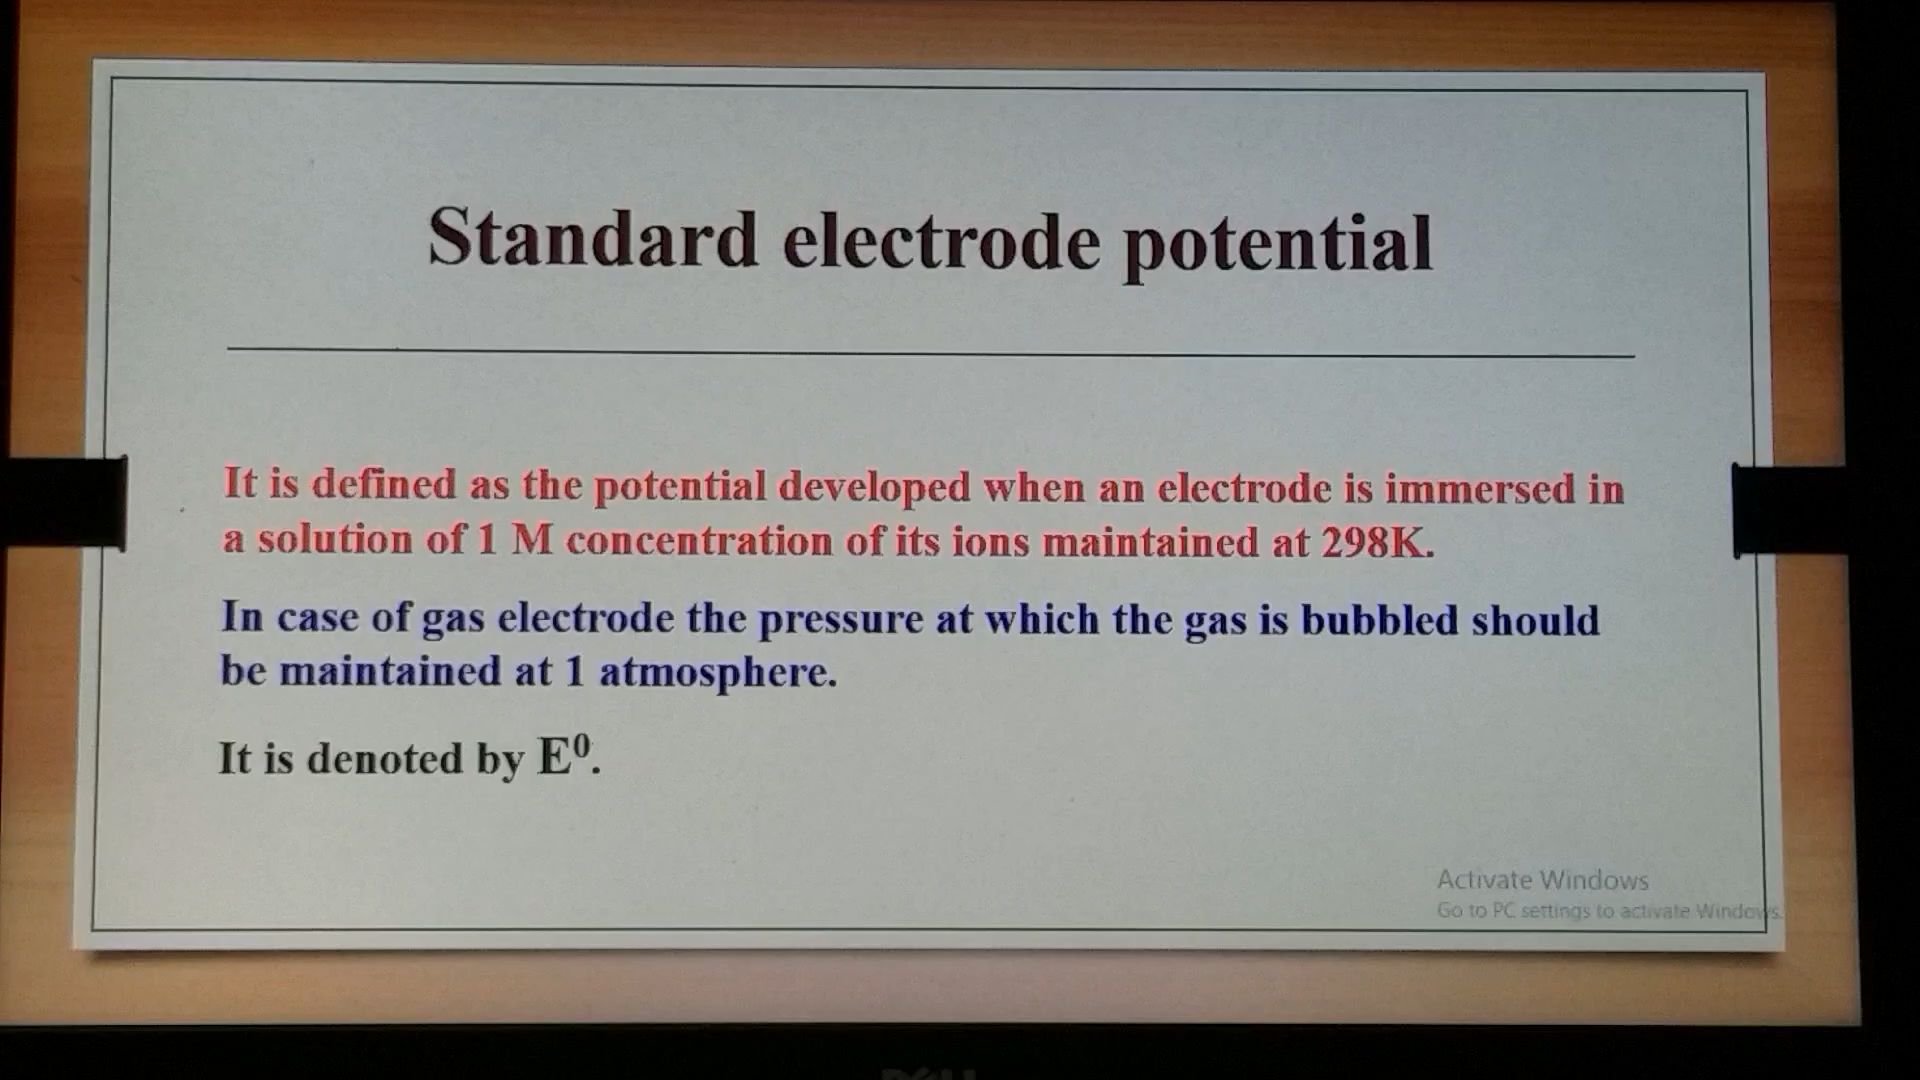 Standard electrode potential
It is defined as the potential developed when an electrode is immersed in
a solution of 1 M concentration of its ions maintained at 298K.
In case of gas electrode the pressure at which the gas is bubbled should
be maintained at 1 atmosphere.
It is denoted by E⁰.
Activate Windows
Go to PC settings to activate Windows.